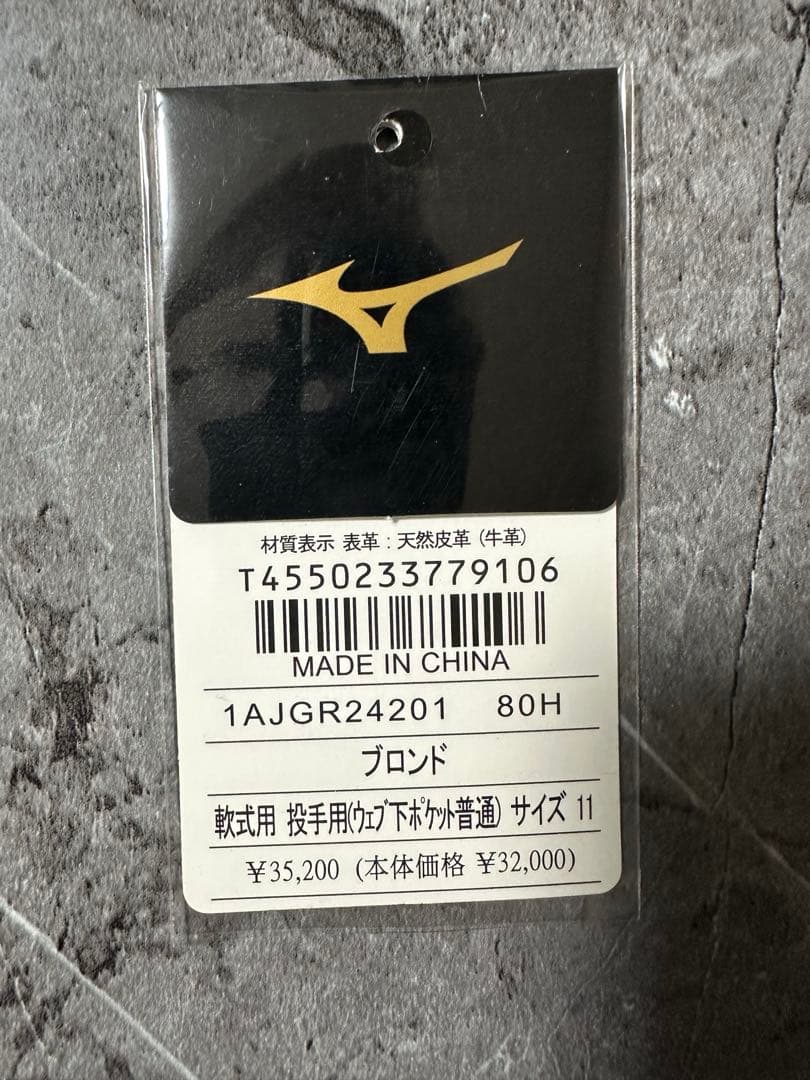 材質表示 表革 : 天然皮革 (牛革)
T4550233779106
MADE IN CHINA
1AJGR24201 80H
ブロンド
軟式用 投手用(ウェブ下ポケット普通) サイズ 11
¥35,200 (本体価格 ¥32,000)